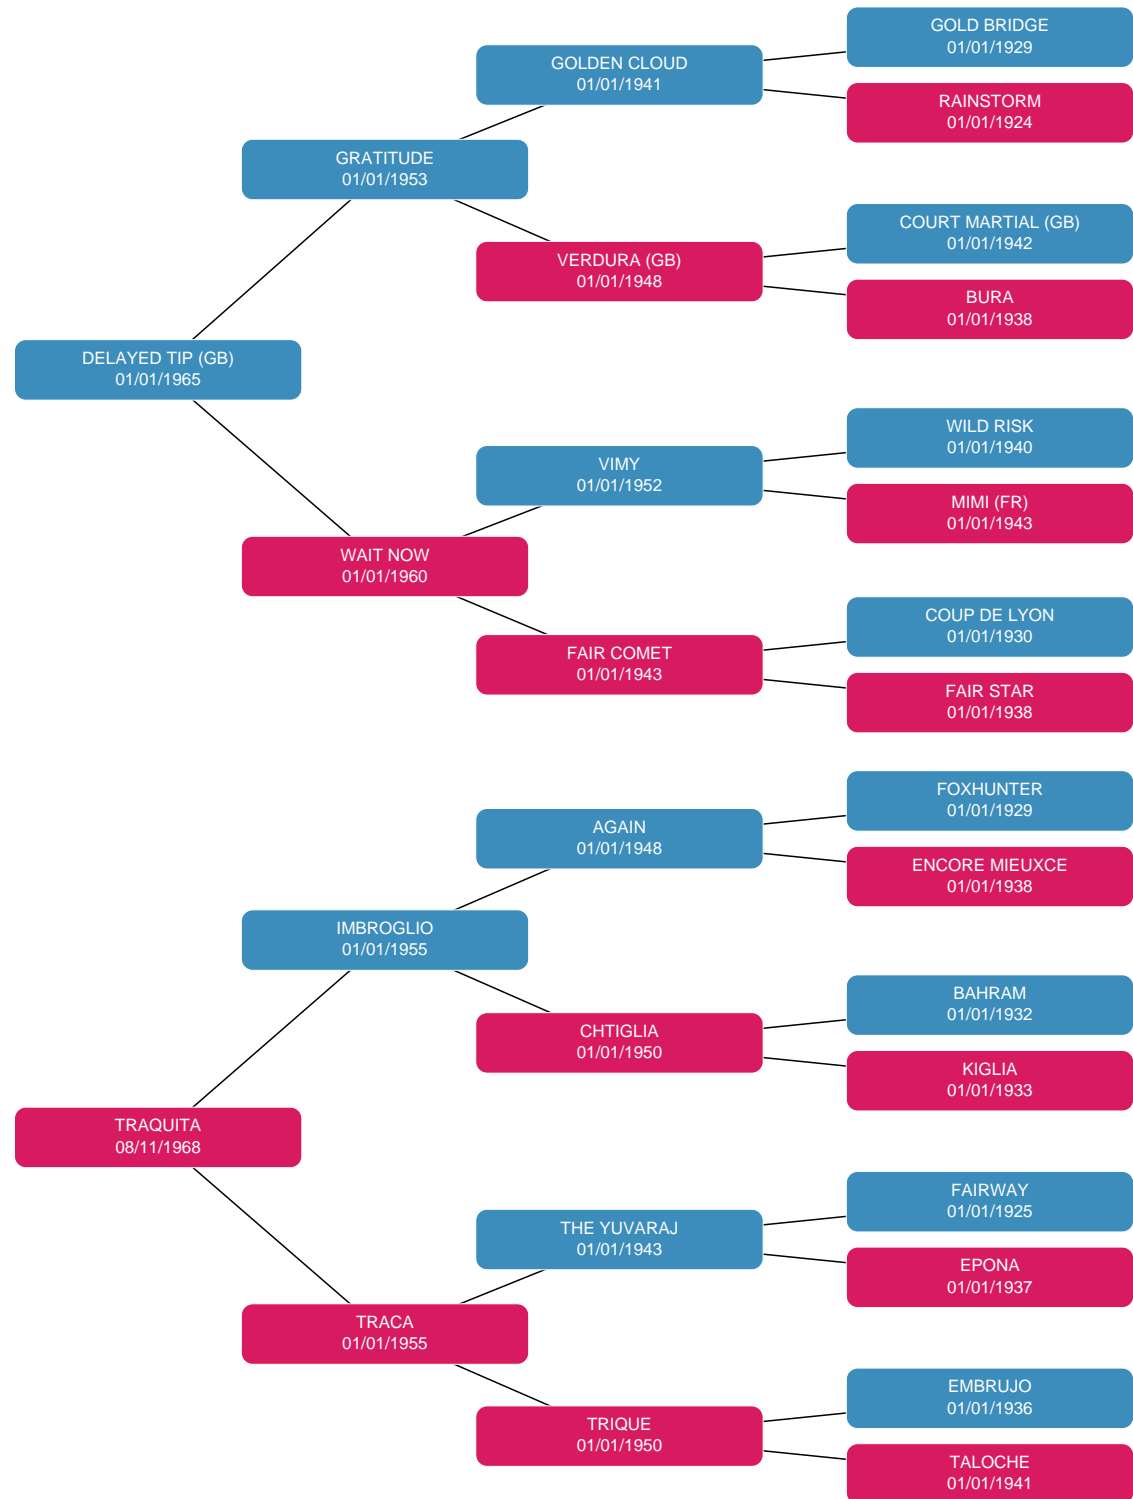 GOLD BRIDGE
01/01/1929
GOLDEN CLOUD
01/01/1941
RAINSTORM
01/01/1924
GRATITUDE
01/01/1953
COURT MARTIAL (GB)
01/01/1942
VERDURA (GB)
01/01/1948
BURA
01/01/1938
DELAYED TIP (GB)
01/01/1965
WILD RISK
01/01/1940
VIMY
01/01/1952
MIMI (FR)
01/01/1943
WAIT NOW
01/01/1960
COUP DE LYON
01/01/1930
FAIR COMET
01/01/1943
FAIR STAR
01/01/1938
FOXHUNTER
01/01/1929
AGAIN
01/01/1948
ENCORE MIEUXCE
01/01/1938
IMBROGLIO
01/01/1955
BAHRAM
01/01/1932
CHTIGLIA
01/01/1950
KIGLIA
01/01/1933
TRAQUITA
08/11/1968
FAIRWAY
01/01/1925
THE YUVARAJ
01/01/1943
EPONA
01/01/1937
TRACA
01/01/1955
EMBRUJO
01/01/1936
TRIQUE
01/01/1950
TALOCHE
01/01/1941